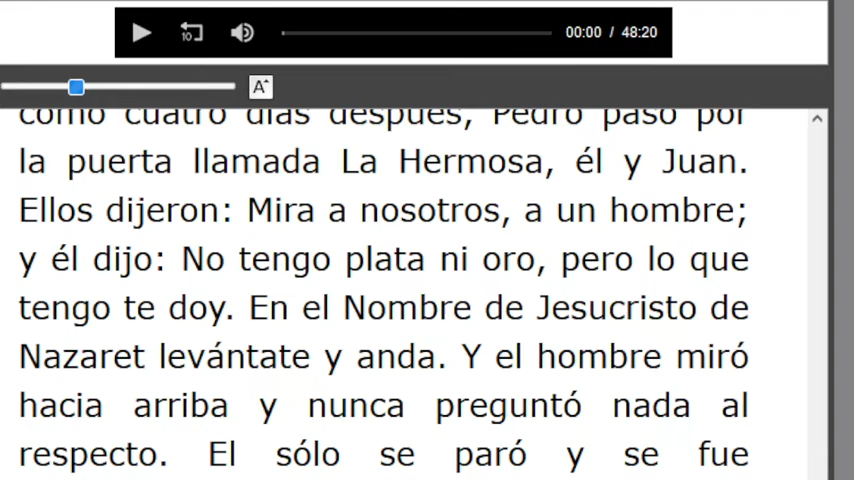 00:00 / 48:20
10
A
como cuatro días después, Pedro pasó por
la puerta llamada La Hermosa, él y Juan.
Ellos dijeron: Mira a nosotros, a un hombre;
y él dijo: No tengo plata ni oro, pero lo que
tengo te doy. En el Nombre de Jesucristo de
Nazaret levántate y anda. Y el hombre miró
hacia arriba y nunca preguntó nada al
respecto. El sólo se paró y se fue